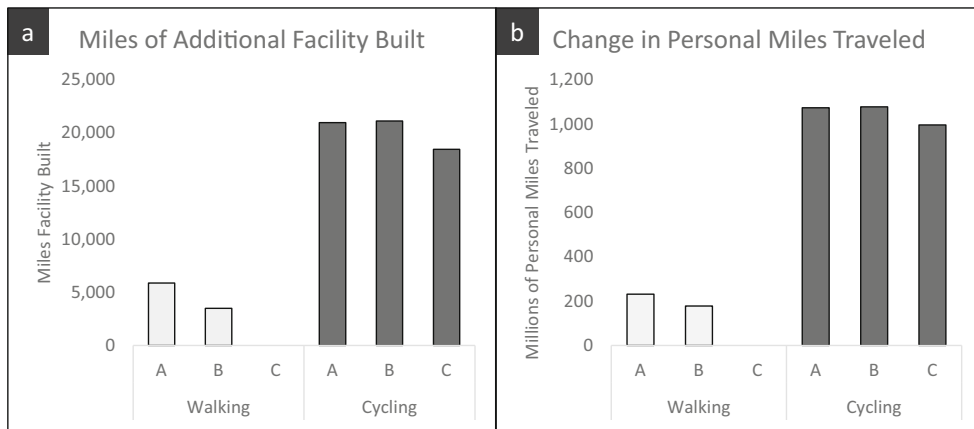 a
Miles of Additional Facility Built
Miles Facility Built
25,000
20,000
15,000
10,000
5,000
0
A B C A B C
Walking Cycling
b
Change in Personal Miles Traveled
Millions of Personal Miles Traveled
1,200
1,000
800
600
400
200
0
A B C A B C
Walking Cycling